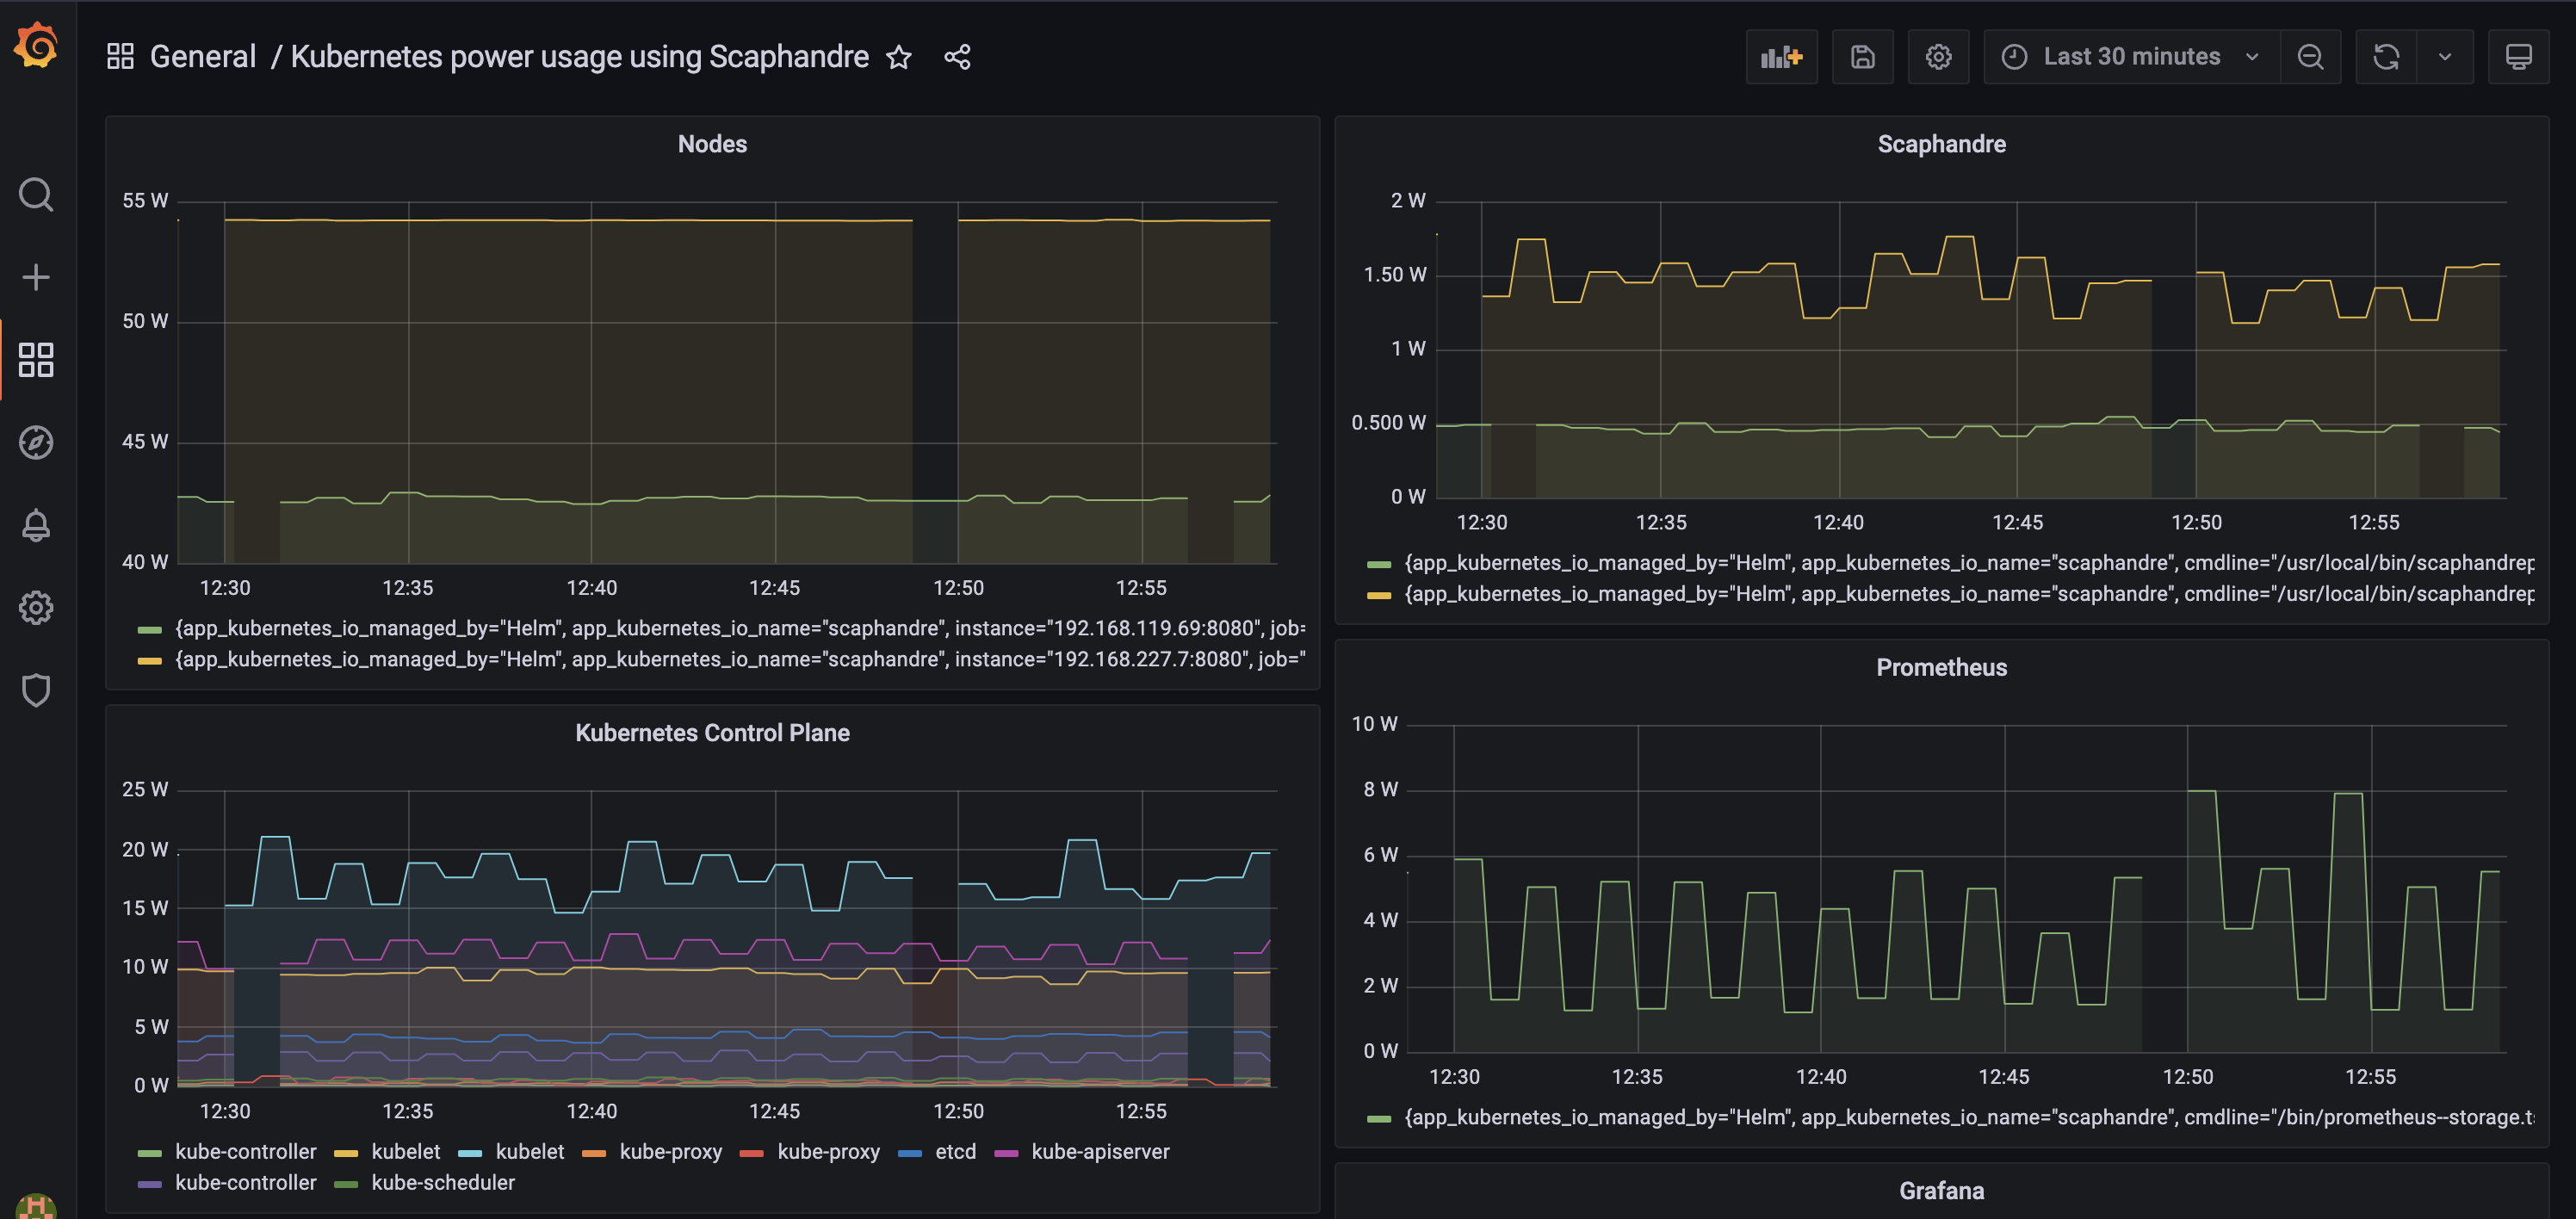 General / Kubernetes power usage using Scaphandre
Last 30 minutes
Nodes
55 W
50 W
45 W
40 W
12:30 12:35 12:40 12:45 12:50 12:55
{app_kubernetes_io_managed_by="Helm", app_kubernetes_io_name="scaphandre", instance="192.168.119.69:8080", job=
{app_kubernetes_io_managed_by="Helm", app_kubernetes_io_name="scaphandre", instance="192.168.227.7:8080", job="
Kubernetes Control Plane
25 W
20 W
15 W
10 W
5 W
0 W
12:30 12:35 12:40 12:45 12:50 12:55
kube-controller kubelet kubelet kube-proxy kube-proxy etcd kube-apiserver
kube-controller kube-scheduler
Scaphandre
2 W
1.50 W
1 W
0.500 W
0 W
12:30 12:35 12:40 12:45 12:50 12:55
{app_kubernetes_io_managed_by="Helm", app_kubernetes_io_name="scaphandre", cmdline="/usr/local/bin/scaphandrep
{app_kubernetes_io_managed_by="Helm", app_kubernetes_io_name="scaphandre", cmdline="/usr/local/bin/scaphandrep
Prometheus
10 W
8 W
6 W
4 W
2 W
0 W
12:30 12:35 12:40 12:45 12:50 12:55
{app_kubernetes_io_managed_by="Helm", app_kubernetes_io_name="scaphandre", cmdline="/bin/prometheus--storage.t
Grafana